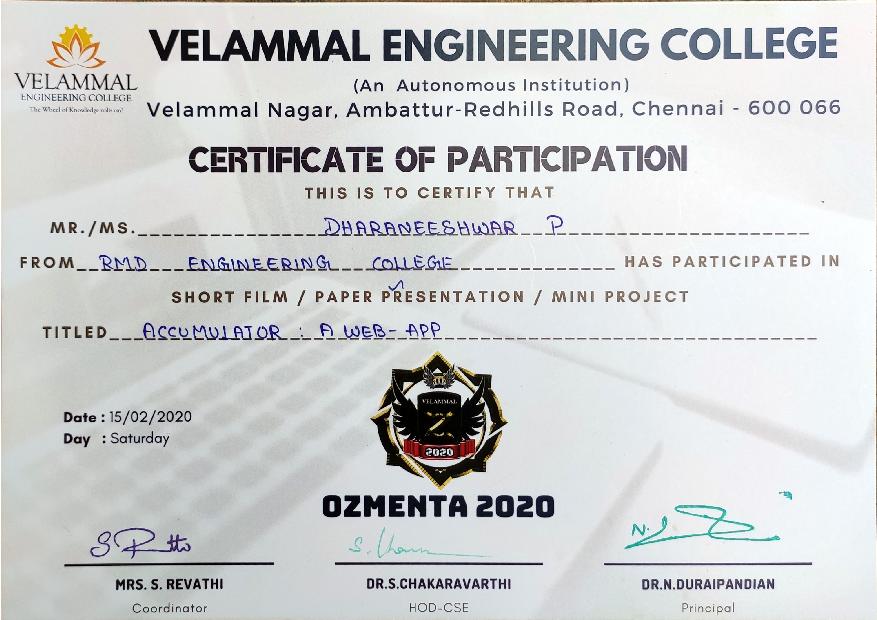 VELAMMAL ENGINEERING COLLEGE
VELAMMAL
ENGINEERING COLLEGE
The Wheel of Knowledge rolls on!
(An Autonomous Institution)
Velammal Nagar, Ambattur-Redhills Road, Chennai - 600 066
CERTIFICATE OF PARTICIPATION
THIS IS TO CERTIFY THAT
MR./MS. DHARANEESHWAR P
FROM RMD ENGINEERING COLLEGE HAS PARTICIPATED IN
SHORT FILM / PAPER PRESENTATION / MINI PROJECT
TITLED ACCUMULATOR : A WEB-APP
Date : 15/02/2020
Day : Saturday
VELAMMAL
2020
OZMENTA 2020
MRS. S. REVATHI DR.S.CHAKARAVARTHI DR.N.DURAIPANDIAN
Coordinator HOD-CSE Principal